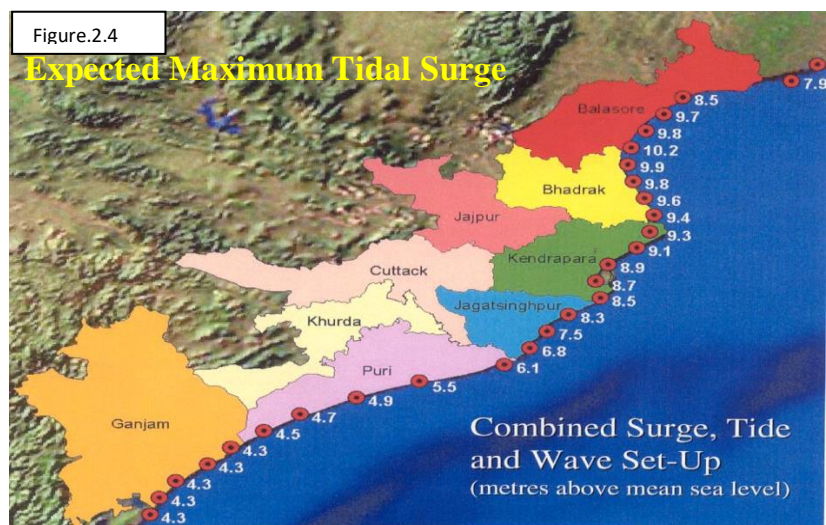 Figure.2.4
Expected Maximum Tidal Surge
7.9
8.5
Balasore
9.7
9.8
10.2
9.9
9.8
Bhadrak
9.6
9.4
Jajpur
9.3
9.1
Kendrapara
8.9
Cuttack
8.7
8.5
Jagatsinghpur
8.3
Khurda
7.5
6.8
6.1
Puri
5.5
4.9
4.7
Ganjam
4.5
4.3
4.3
4.3
4.3
4.3
Combined Surge, Tide
and Wave Set-Up
(metres above mean sea level)